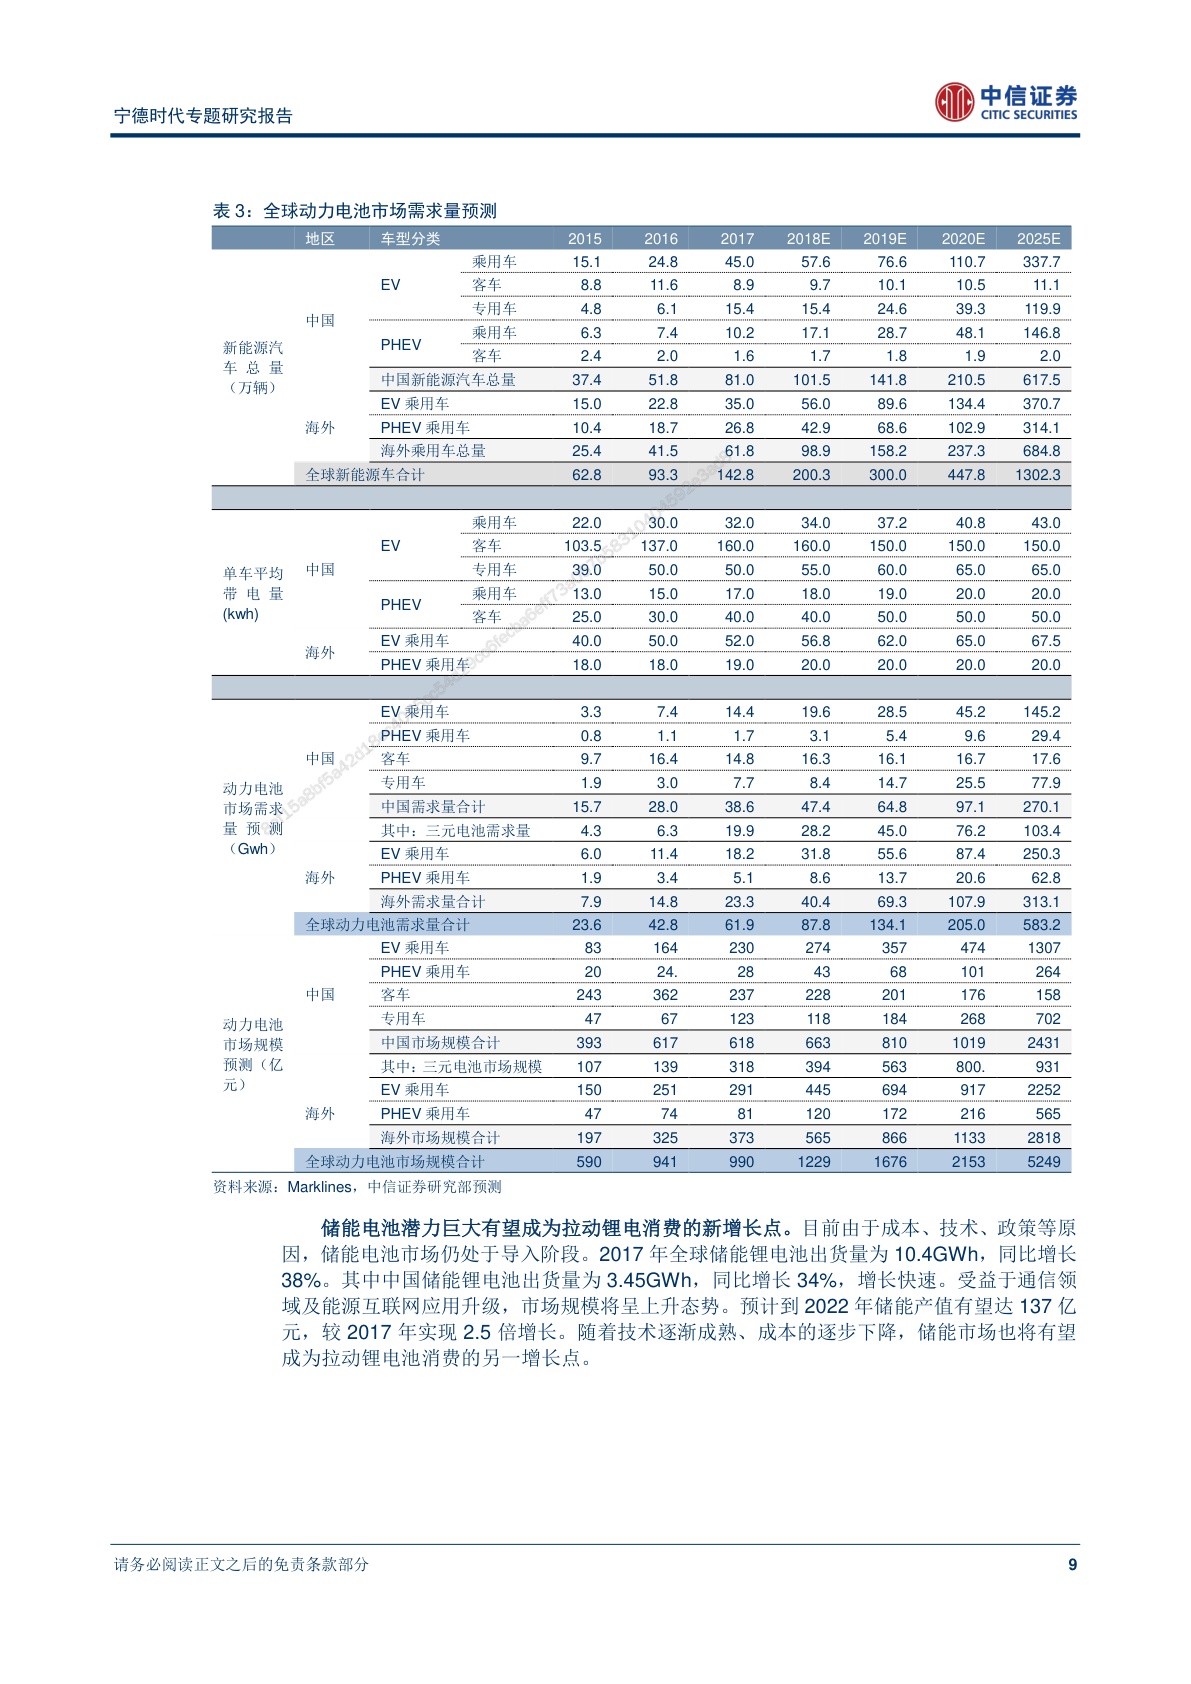 宁德时代专题研究报告
中信证券
CITIC SECURITIES
表 3：全球动力电池市场需求量预测
地区 车型分类 2015 2016 2017 2018E 2019E 2020E 2025E
新能源汽车总量（万辆） 中国 EV 乘用车 15.1 24.8 45.0 57.6 76.6 110.7 337.7
客车 8.8 11.6 8.9 9.7 10.1 10.5 11.1
专用车 4.8 6.1 15.4 15.4 24.6 39.3 119.9
PHEV 乘用车 6.3 7.4 10.2 17.1 28.7 48.1 146.8
客车 2.4 2.0 1.6 1.7 1.8 1.9 2.0
中国新能源汽车总量 37.4 51.8 81.0 101.5 141.8 210.5 617.5
海外 EV 乘用车 15.0 22.8 35.0 56.0 89.6 134.4 370.7
PHEV 乘用车 10.4 18.7 26.8 42.9 68.6 102.9 314.1
海外乘用车总量 25.4 41.5 61.8 98.9 158.2 237.3 684.8
全球新能源车合计 62.8 93.3 142.8 200.3 300.0 447.8 1302.3
单车平均带电量(kwh) 中国 EV 乘用车 22.0 30.0 32.0 34.0 37.2 40.8 43.0
客车 103.5 137.0 160.0 160.0 150.0 150.0 150.0
专用车 39.0 50.0 50.0 55.0 60.0 65.0 65.0
PHEV 乘用车 13.0 15.0 17.0 18.0 19.0 20.0 20.0
客车 25.0 30.0 40.0 40.0 50.0 50.0 50.0
海外 EV 乘用车 40.0 50.0 52.0 56.8 62.0 65.0 67.5
PHEV 乘用车 18.0 18.0 19.0 20.0 20.0 20.0 20.0
动力电池市场需求量预测（Gwh） 中国 EV 乘用车 3.3 7.4 14.4 19.6 28.5 45.2 145.2
PHEV 乘用车 0.8 1.1 1.7 3.1 5.4 9.6 29.4
客车 9.7 16.4 14.8 16.3 16.1 16.7 17.6
专用车 1.9 3.0 7.7 8.4 14.7 25.5 77.9
中国需求量合计 15.7 28.0 38.6 47.4 64.8 97.1 270.1
其中：三元电池需求量 4.3 6.3 19.9 28.2 45.0 76.2 103.4
海外 EV 乘用车 6.0 11.4 18.2 31.8 55.6 87.4 250.3
PHEV 乘用车 1.9 3.4 5.1 8.6 13.7 20.6 62.8
海外需求量合计 7.9 14.8 23.3 40.4 69.3 107.9 313.1
全球动力电池需求量合计 23.6 42.8 61.9 87.8 134.1 205.0 583.2
动力电池市场规模预测（亿元） 中国 EV 乘用车 83 164 230 274 357 474 1307
PHEV 乘用车 20 24. 28 43 68 101 264
客车 243 362 237 228 201 176 158
专用车 47 67 123 118 184 268 702
中国市场规模合计 393 617 618 663 810 1019 2431
其中：三元电池市场规模 107 139 318 394 563 800. 931
海外 EV 乘用车 150 251 291 445 694 917 2252
PHEV 乘用车 47 74 81 120 172 216 565
海外市场规模合计 197 325 373 565 866 1133 2818
全球动力电池市场规模合计 590 941 990 1229 1676 2153 5249
资料来源：Marklines，中信证券研究部预测
储能电池潜力巨大有望成为拉动锂电消费的新增长点。目前由于成本、技术、政策等原
因，储能电池市场仍处于导入阶段。2017 年全球储能锂电池出货量为 10.4GWh，同比增长
38%。其中中国储能锂电池出货量为 3.45GWh，同比增长 34%，增长快速。受益于通信领
域及能源互联网应用升级，市场规模将呈上升态势。预计到 2022 年储能产值有望达 137 亿
元，较 2017 年实现 2.5 倍增长。随着技术逐渐成熟、成本的逐步下降，储能市场也将有望
成为拉动锂电池消费的另一增长点。
请务必阅读正文之后的免责条款部分 9